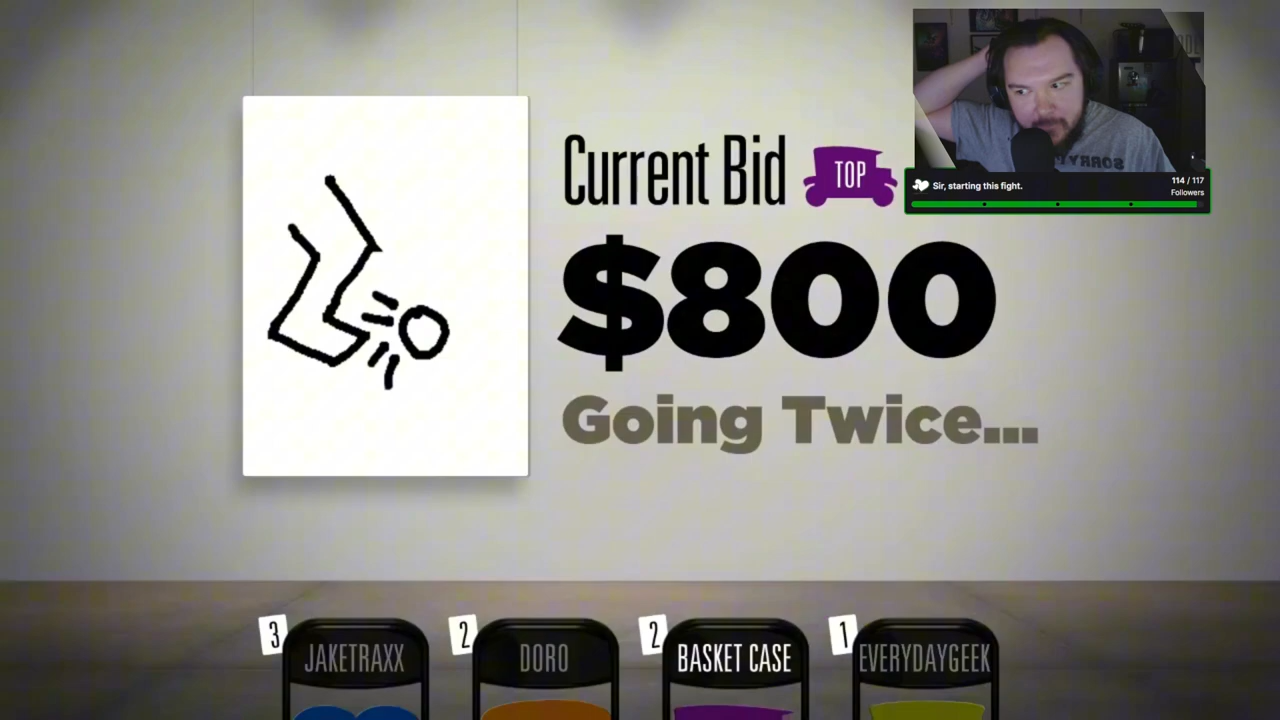 Current Bid
TOP
$800
Going Twice...
Sir, starting this fight.
114 / 117
Followers
3
JAKETRAXX
2
DORO
2
BASKET CASE
1
EVERYDAYGEEK